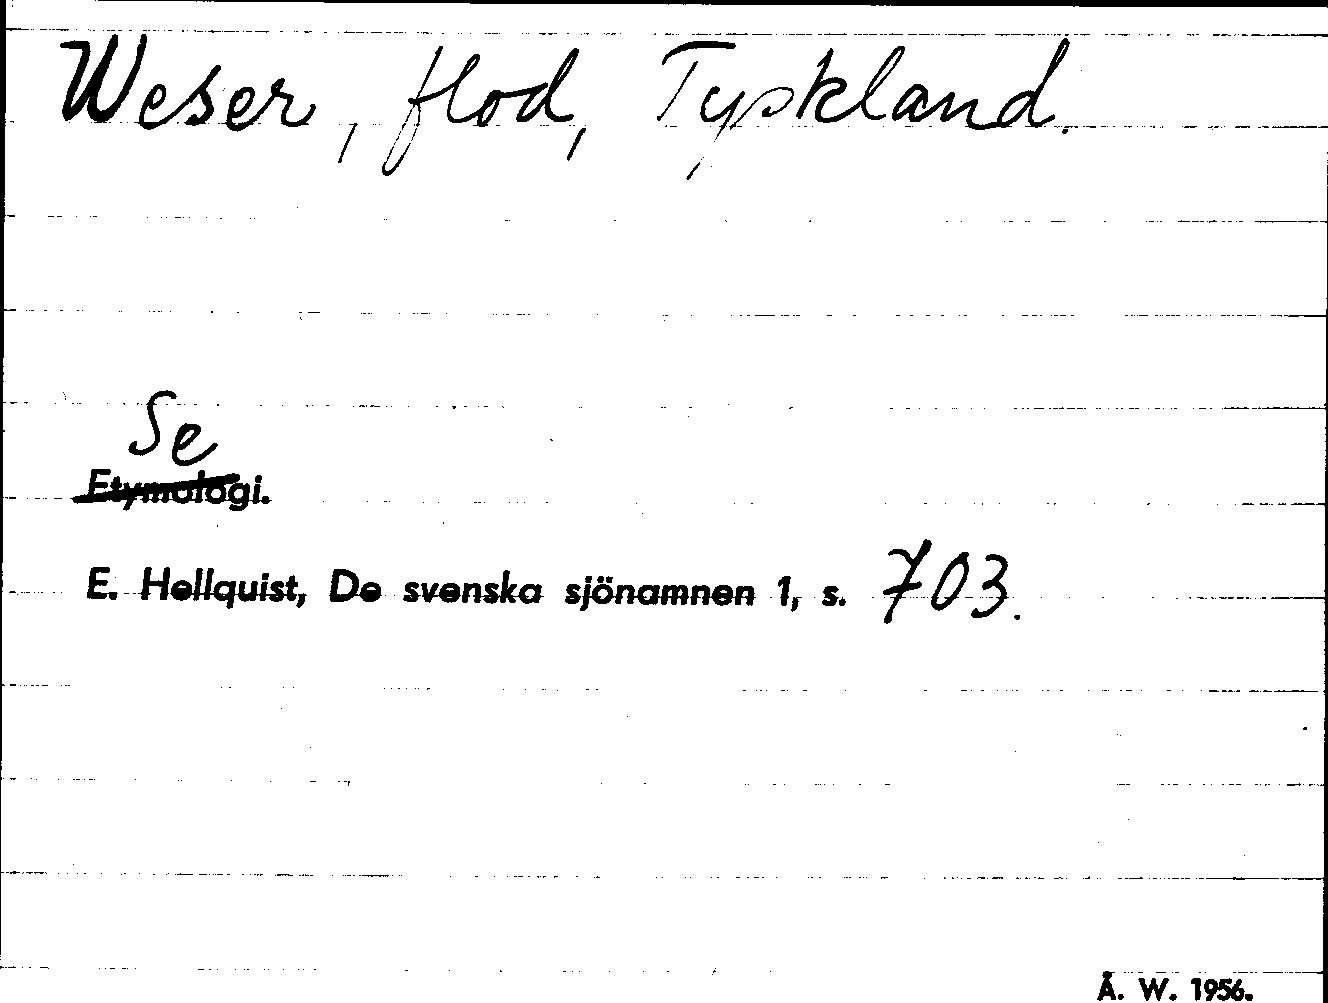 Weser, flod, Tyskland.
Se
Etymologi.
E. Hellquist, De svenska sjönamnen 1, s. 703.
Å. W. 1956.